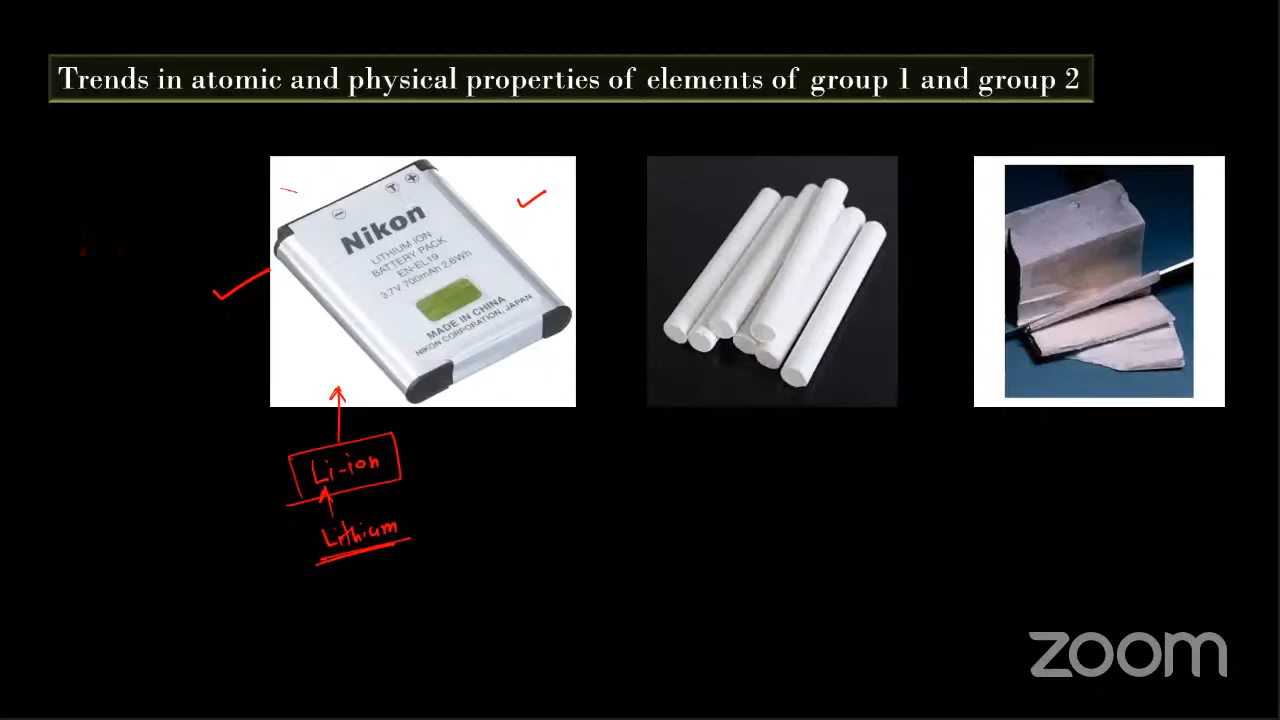 Trends in atomic and physical properties of elements of group 1 and group 2
Nikon
LITHIUM ION
BATTERY PACK
EN-EL19
3.7V 700mAh 2.6Wh
MADE IN CHINA
NIKON CORPORATION, JAPAN
Li-ion
Lithium
zoom